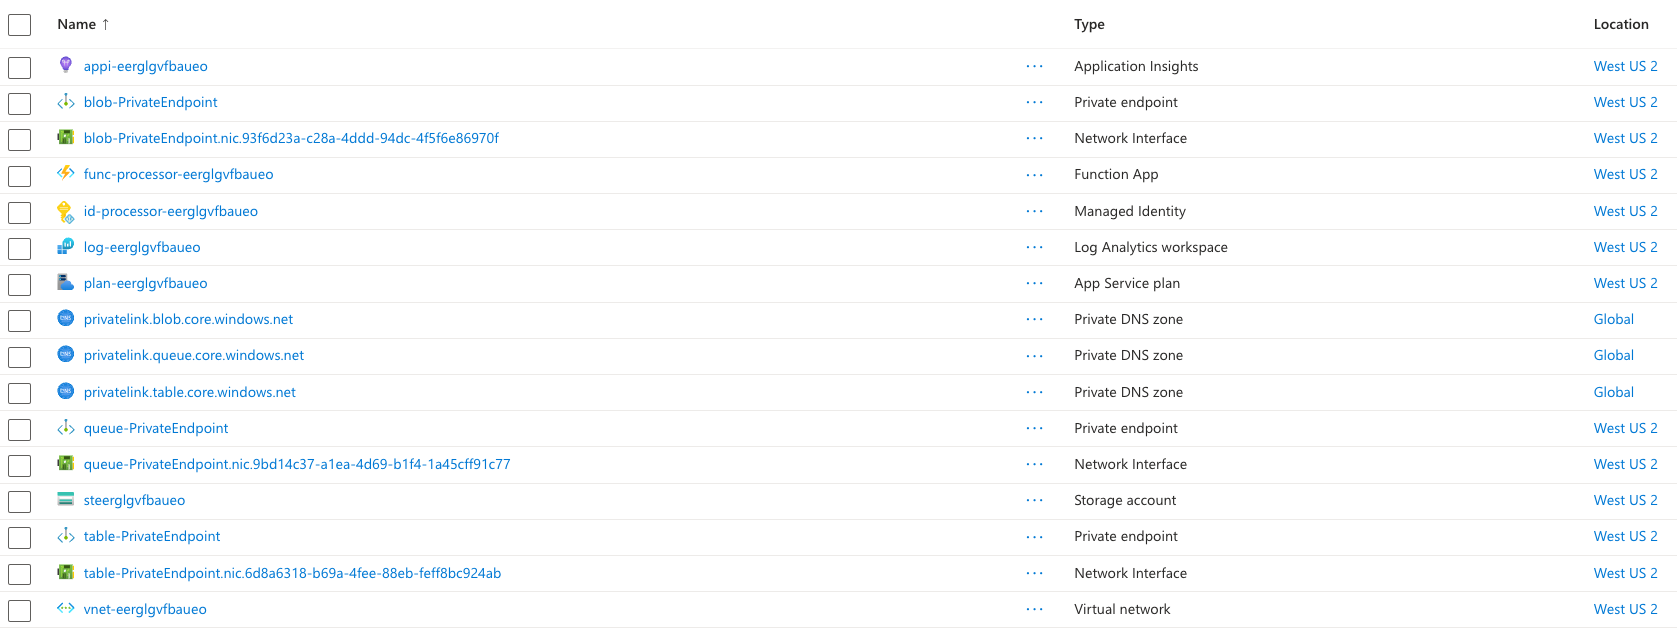 Name ↑ Type Location
appi-eerglgvfbaueo ··· Application Insights West US 2
blob-PrivateEndpoint ··· Private endpoint West US 2
blob-PrivateEndpoint.nic.93f6d23a-c28a-4ddd-94dc-4f5f6e86970f ··· Network Interface West US 2
func-processor-eerglgvfbaueo ··· Function App West US 2
id-processor-eerglgvfbaueo ··· Managed Identity West US 2
log-eerglgvfbaueo ··· Log Analytics workspace West US 2
plan-eerglgvfbaueo ··· App Service plan West US 2
privatelink.blob.core.windows.net ··· Private DNS zone Global
privatelink.queue.core.windows.net ··· Private DNS zone Global
privatelink.table.core.windows.net ··· Private DNS zone Global
queue-PrivateEndpoint ··· Private endpoint West US 2
queue-PrivateEndpoint.nic.9bd14c37-a1ea-4d69-b1f4-1a45cff91c77 ··· Network Interface West US 2
steerglgvfbaueo ··· Storage account West US 2
table-PrivateEndpoint ··· Private endpoint West US 2
table-PrivateEndpoint.nic.6d8a6318-b69a-4fee-88eb-feff8bc924ab ··· Network Interface West US 2
vnet-eerglgvfbaueo ··· Virtual network West US 2